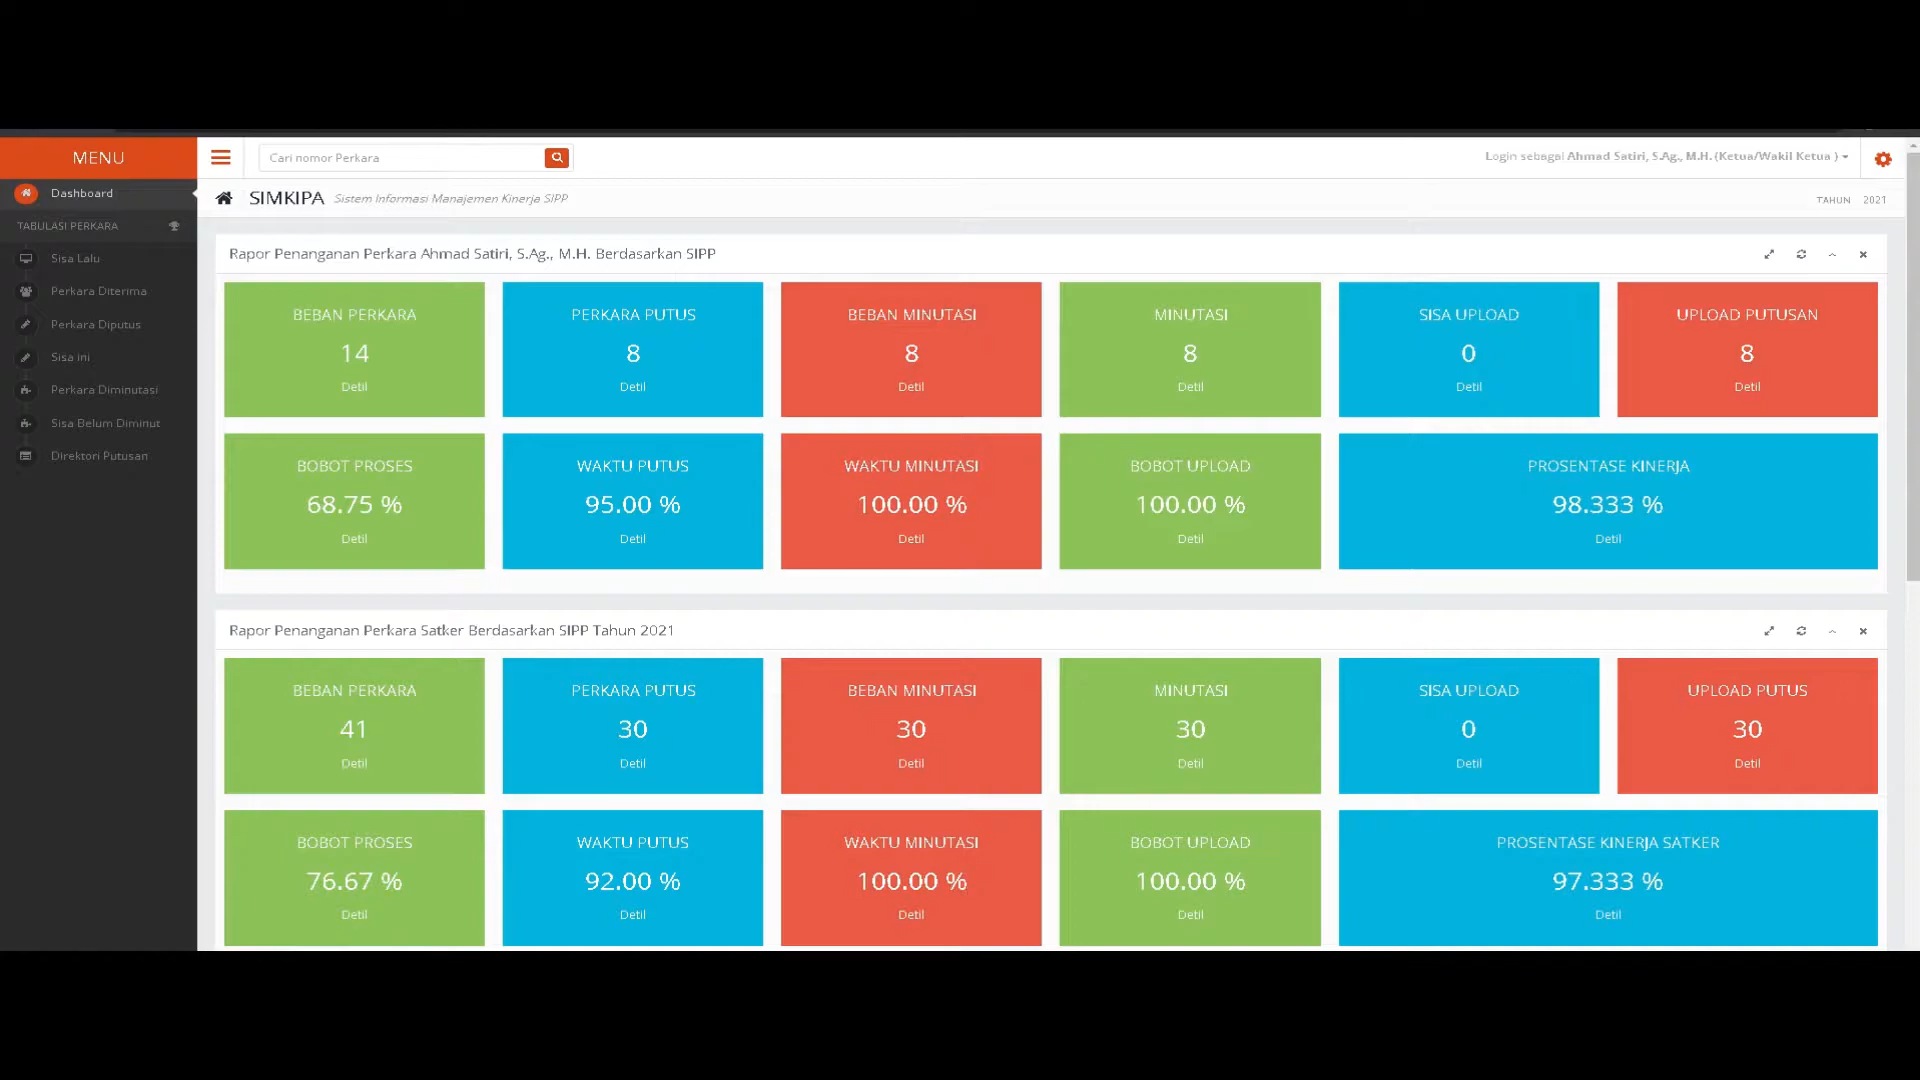 MENU
Cari nomor Perkara
Login sebagai Ahmad Satiri, S.Ag., M.H. (Ketua/Wakil Ketua )
Dashboard
SIMKIPA Sistem Informasi Manajemen Kinerja SIPP
TAHUN 2021
TABULASI PERKARA
Sisa Lalu
Perkara Diterima
Perkara Diputus
Sisa ini
Perkara Diminutasi
Sisa Belum Diminut
Direktori Putusan
Rapor Penanganan Perkara Ahmad Satiri, S.Ag., M.H. Berdasarkan SIPP
BEBAN PERKARA
14
Detil
PERKARA PUTUS
8
Detil
BEBAN MINUTASI
8
Detil
MINUTASI
8
Detil
SISA UPLOAD
0
Detil
UPLOAD PUTUSAN
8
Detil
BOBOT PROSES
68.75 %
Detil
WAKTU PUTUS
95.00 %
Detil
WAKTU MINUTASI
100.00 %
Detil
BOBOT UPLOAD
100.00 %
Detil
PROSENTASE KINERJA
98.333 %
Detil
Rapor Penanganan Perkara Satker Berdasarkan SIPP Tahun 2021
BEBAN PERKARA
41
Detil
PERKARA PUTUS
30
Detil
BEBAN MINUTASI
30
Detil
MINUTASI
30
Detil
SISA UPLOAD
0
Detil
UPLOAD PUTUS
30
Detil
BOBOT PROSES
76.67 %
Detil
WAKTU PUTUS
92.00 %
Detil
WAKTU MINUTASI
100.00 %
Detil
BOBOT UPLOAD
100.00 %
Detil
PROSENTASE KINERJA SATKER
97.333 %
Detil